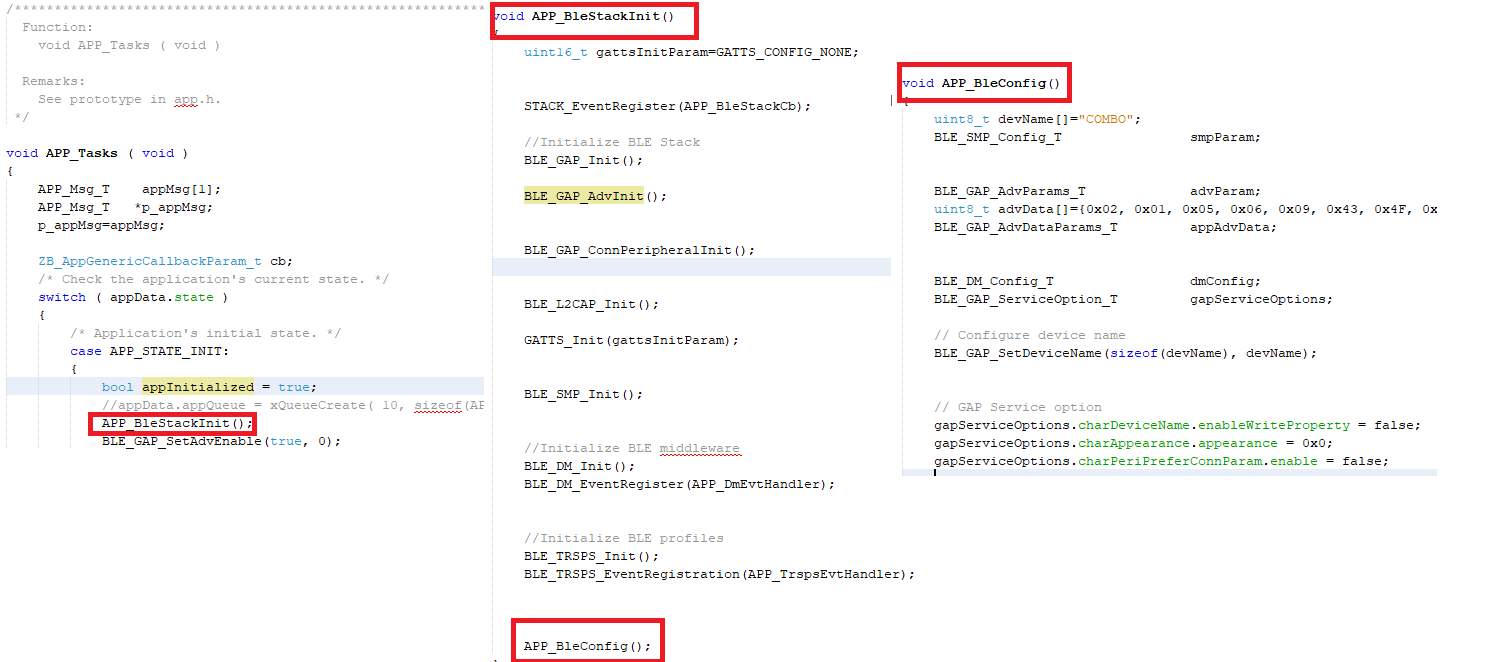 /***********************************************************
Function:
void APP_Tasks ( void )
Remarks:
See prototype in app.h.
*/
void APP_Tasks ( void )
{
APP_Msg_T    appMsg[1];
APP_Msg_T   *p_appMsg;
p_appMsg=appMsg;
ZB_AppGenericCallbackParam_t cb;
/* Check the application's current state. */
switch ( appData.state )
{
/* Application's initial state. */
case APP_STATE_INIT:
{
bool appInitialized = true;
//appData.appQueue = xQueueCreate( 10, sizeof(AP
APP_BleStackInit();
BLE_GAP_SetAdvEnable(true, 0);
void APP_BleStackInit()
{
uint16_t gattsInitParam=GATTS_CONFIG_NONE;
STACK_EventRegister(APP_BleStackCb);
//Initialize BLE Stack
BLE_GAP_Init();
BLE_GAP_AdvInit();
BLE_GAP_ConnPeripheralInit();
BLE_L2CAP_Init();
GATTS_Init(gattsInitParam);
BLE_SMP_Init();
//Initialize BLE middleware
BLE_DM_Init();
BLE_DM_EventRegister(APP_DmEvtHandler);
//Initialize BLE profiles
BLE_TRSPS_Init();
BLE_TRSPS_EventRegistration(APP_TrspsEvtHandler);
APP_BleConfig();
void APP_BleConfig()
{
uint8_t devName[]="COMBO";
BLE_SMP_Config_T                smpParam;
BLE_GAP_AdvParams_T             advParam;
uint8_t advData[]={0x02, 0x01, 0x05, 0x06, 0x09, 0x43, 0x4F, 0x
BLE_GAP_AdvDataParams_T         appAdvData;
BLE_DM_Config_T                 dmConfig;
BLE_GAP_ServiceOption_T         gapServiceOptions;
// Configure device name
BLE_GAP_SetDeviceName(sizeof(devName), devName);
// GAP Service option
gapServiceOptions.charDeviceName.enableWriteProperty = false;
gapServiceOptions.charAppearance.appearance = 0x0;
gapServiceOptions.charPeriPreferConnParam.enable = false;